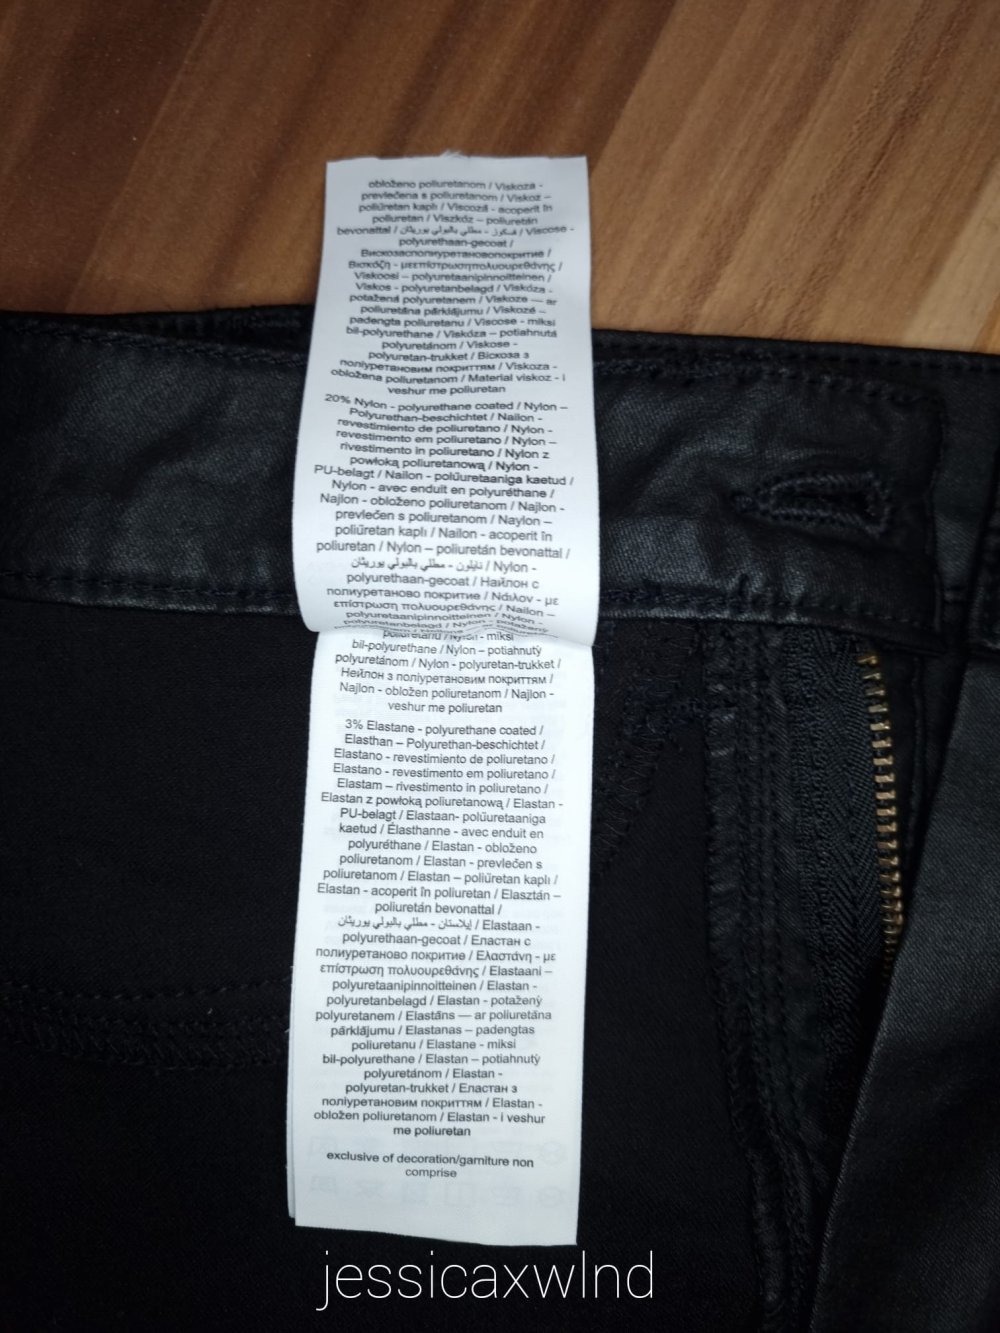 obloženo poliuretanom / Viskoza -
prevlečena s poliuretanom / Viskoz –
poliüretan kaplı / Viscoză - acoperit în
poliuretan / Viszkóz – poliuretán
bevonattal / فسكوز - مطلي بالبولي يوريثان / Viscose -
polyurethaan-gecoat /
Вискозасполиуретановопокритие /
Βισκόζη - μεεπίστρωσηπολυουρεθάνης /
Viskoosi – polyuretaanipinnoitteinen /
Viskos - polyuretanbelagd / Viskóza -
potažená polyuretanem / Viskoze — ar
poliuretāna pārklājumu / Viskozė –
padengta poliuretanu / Viscose - miksi
bil-polyurethane / Viskóza – potiahnutá
polyuretánom / Viskose -
polyuretan-trukket / Віскоза з
поліуретановим покриттям / Viskoza -
obložena poliuretanom / Material viskoz - i
veshur me poliuretan
20% Nylon - polyurethane coated / Nylon –
Polyurethan-beschichtet / Nailon -
revestimiento de poliuretano / Nylon -
revestimento em poliuretano / Nylon –
rivestimento in poliuretano / Nylon z
powłoką poliuretanową / Nylon -
PU-belagt / Nailon - polüuretaaniga kaetud /
Nylon - avec enduit en polyuréthane /
Najlon - obloženo poliuretanom / Najlon -
prevlečen s poliuretanom / Naylon –
poliüretan kaplı / Nailon - acoperit în
poliuretan / Nylon – poliuretán bevonattal /
نايلون - مطلي بالبولي يوريثان / Nylon -
polyurethaan-gecoat / Найлон с
полиуретаново покритие / Νάιλον - με
επίστρωση πολυουρεθάνης / Nailon –
polyuretaanipinnoitteinen / Nylon -
polyuretanbelagd / Nylon - potažený
poliuretanu / Nylon - miksi
bil-polyurethane / Nylon – potiahnutý
polyuretánom / Nylon - polyuretan-trukket /
Нейлон з поліуретановим покриттям /
Najlon - obložen poliuretanom / Najlon -
veshur me poliuretan
3% Elastane - polyurethane coated /
Elasthan – Polyurethan-beschichtet /
Elastano - revestimiento de poliuretano /
Elastano - revestimento em poliuretano /
Elastam – rivestimento in poliuretano /
Elastan z powłoką poliuretanową / Elastan -
PU-belagt / Elastaan- polüuretaaniga
kaetud / Élasthanne - avec enduit en
polyuréthane / Elastan - obloženo
poliuretanom / Elastan - prevlečen s
poliuretanom / Elastan – poliüretan kaplı /
Elastan - acoperit în poliuretan / Elasztán –
poliuretán bevonattal /
إيلاستان - مطلي بالبولي يوريثان / Elastaan -
polyurethaan-gecoat / Еластан с
полиуретаново покритие / Ελαστάνη - με
επίστρωση πολυουρεθάνης / Elastaani –
polyuretaanipinnoitteinen / Elastan -
polyuretanbelagd / Elastan - potažený
polyuretanem / Elastāns — ar poliuretāna
pārklājumu / Elastanas – padengtas
poliuretanu / Elastane - miksi
bil-polyurethane / Elastan – potiahnutý
polyuretánom / Elastan -
polyuretan-trukket / Еластан з
поліуретановим покриттям / Elastan -
obložen poliuretanom / Elastan - i veshur
me poliuretan
exclusive of decoration/garniture non
comprise
jessicaxwlnd